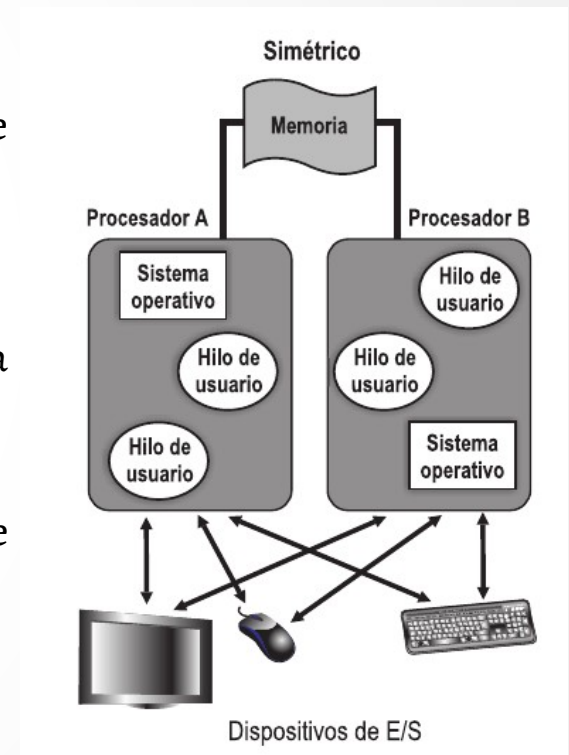 Simétrico
Memoria
Procesador A
Procesador B
Sistema
operativo
Hilo de
usuario
Hilo de
usuario
Hilo de
usuario
Hilo de
usuario
Sistema
operativo
Dispositivos de E/S